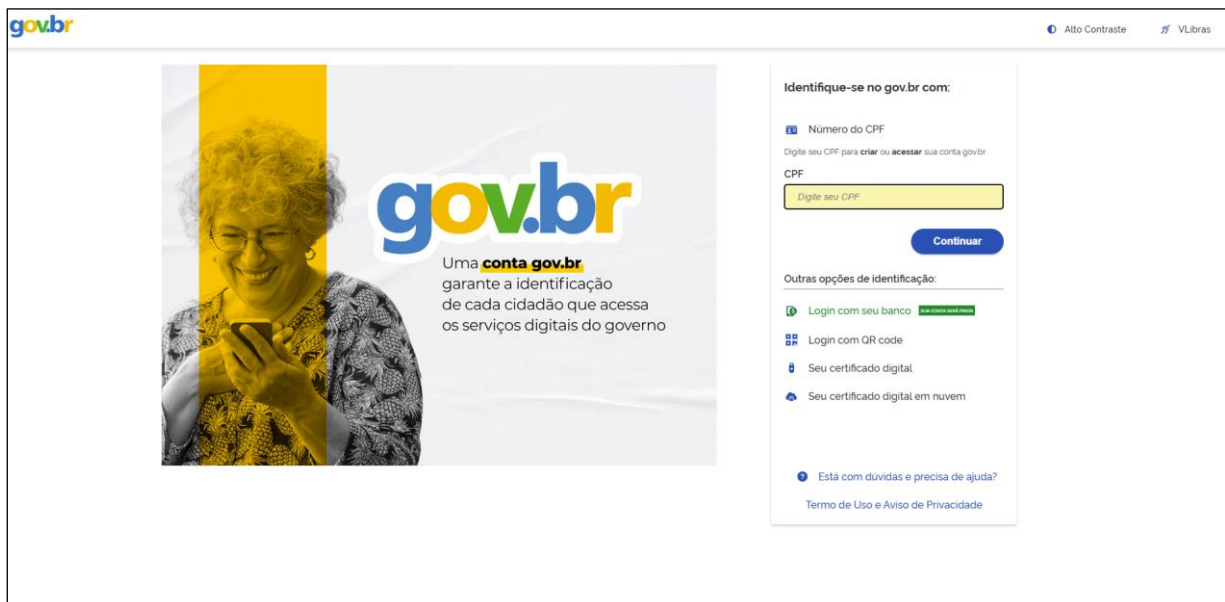 gov.br
Alto Contraste
VLibras
gov.br
Uma conta gov.br
garante a identificação
de cada cidadão que acessa
os serviços digitais do governo
Identifique-se no gov.br com:
Número do CPF
Digite seu CPF para criar ou acessar sua conta gov.br
CPF
Digite seu CPF
Continuar
Outras opções de identificação:
Login com seu banco SUA CONTA SERÁ PRATA
Login com QR code
Seu certificado digital
Seu certificado digital em nuvem
Está com dúvidas e precisa de ajuda?
Termo de Uso e Aviso de Privacidade